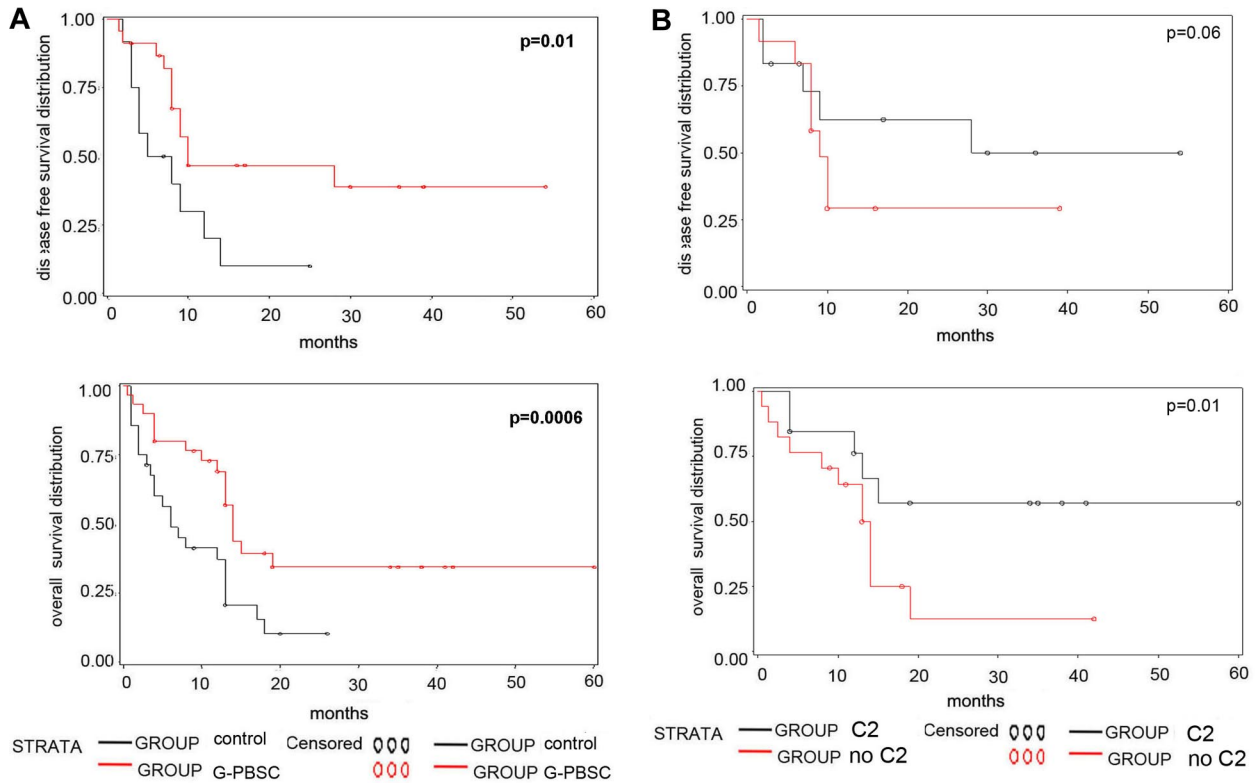 A
B
p=0.01
p=0.06
disease free survival distribution
1.00
0.75
0.50
0.25
0.00
0 10 20 30 40 50 60
months
disease free survival distribution
1.00
0.75
0.50
0.25
0.00
0 10 20 30 40 50 60
months
p=0.0006
overall survival distribution
1.00
0.75
0.50
0.25
0.00
0 10 20 30 40 50 60
months
p=0.01
overall survival distribution
1.00
0.75
0.50
0.25
0.00
0 10 20 30 40 50 60
months
STRATA GROUP control Censored GROUP control
GROUP G-PBSC GROUP G-PBSC
STRATA GROUP C2 Censored GROUP C2
GROUP no C2 GROUP no C2